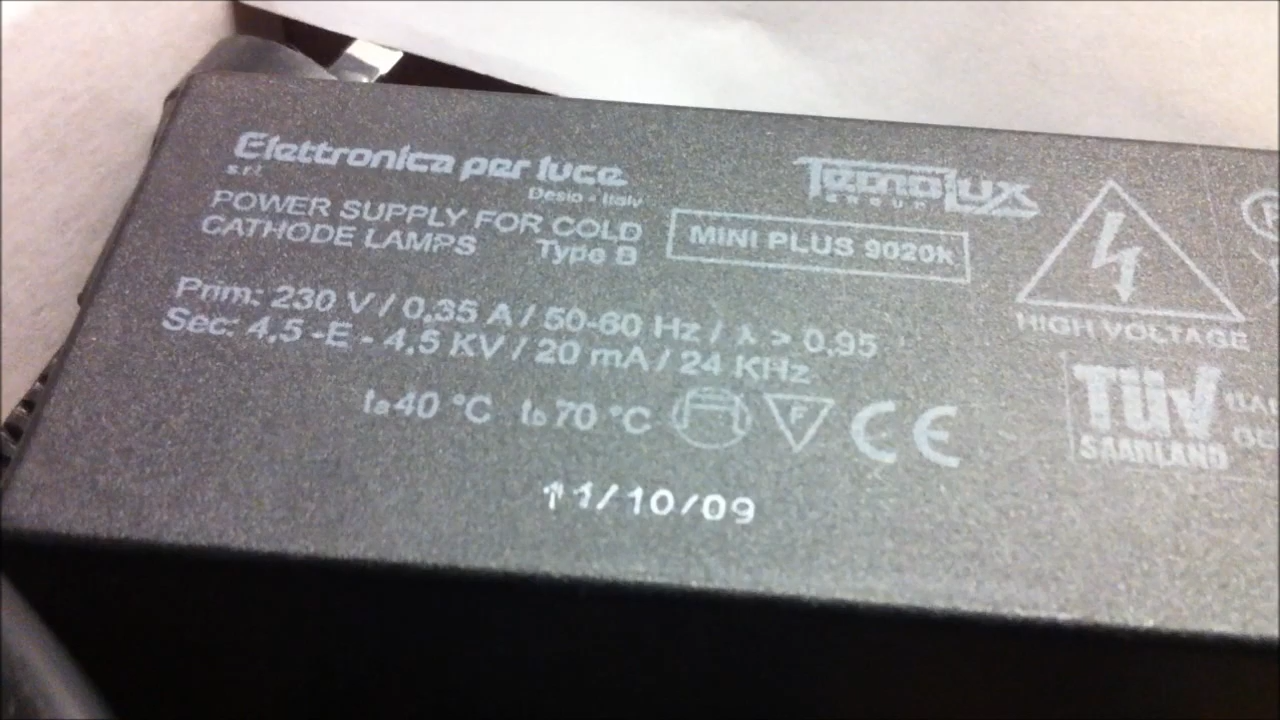 Elettronica per luce
s.r.l.
Desio - Italy
POWER SUPPLY FOR COLD
CATHODE LAMPS Type B
TecnoLux
GROUP
MINI PLUS 9020k
HIGH VOLTAGE
Prim: 230 V / 0,35 A / 50-60 Hz / λ > 0,95
Sec: 4,5 -E - 4,5 KV / 20 mA / 24 KHz
ta 40 °C tb 70 °C F CE
TÜV
SAARLAND
11/10/09